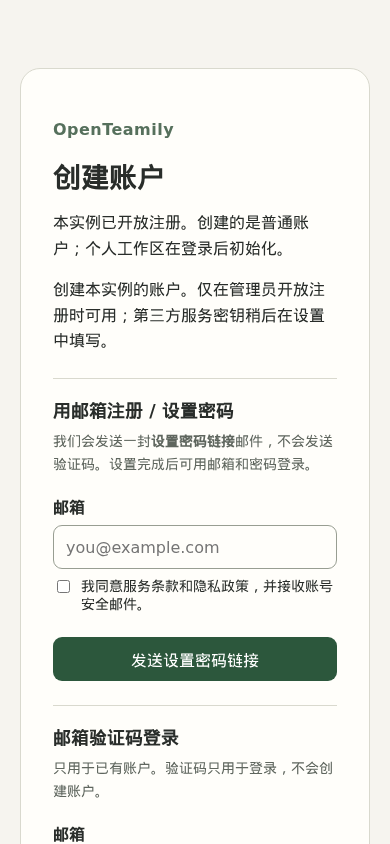 OpenTeamily
创建账户
本实例已开放注册。创建的是普通账
户；个人工作区在登录后初始化。
创建本实例的账户。仅在管理员开放注
册时可用；第三方服务密钥稍后在设置
中填写。
用邮箱注册 / 设置密码
我们会发送一封设置密码链接邮件，不会发送
验证码。设置完成后可用邮箱和密码登录。
邮箱
you@example.com
我同意服务条款和隐私政策，并接收账号
安全邮件。
发送设置密码链接
邮箱验证码登录
只用于已有账户。验证码只用于登录，不会创
建账户。
邮箱